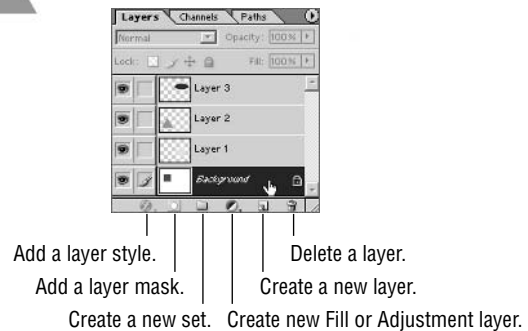 Layers Channels Paths
Normal Opacity: 100%
Lock: Fill: 100%
Layer 3
Layer 2
Layer 1
Background
Add a layer style. Delete a layer.
Add a layer mask. Create a new layer.
Create a new set. Create new Fill or Adjustment layer.